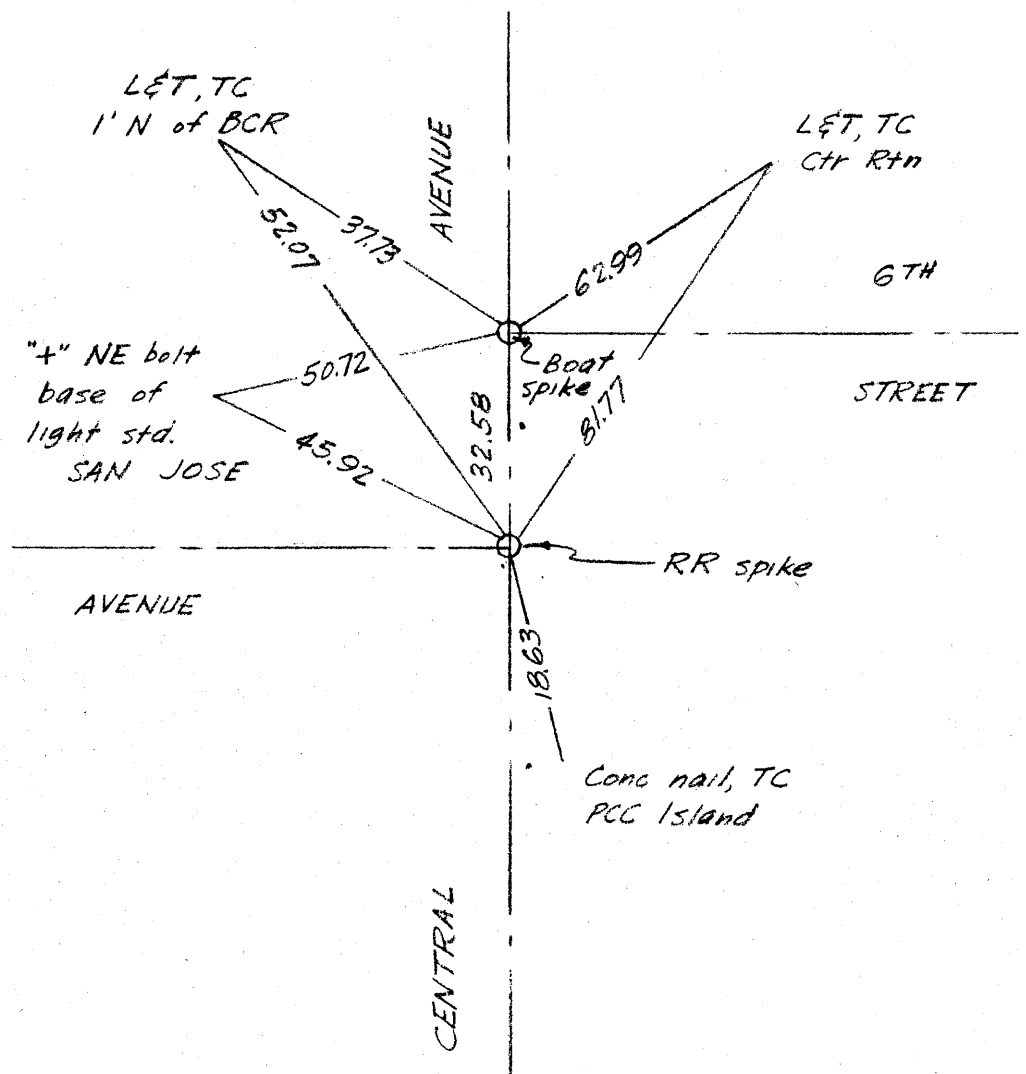 L&T, TC
1' N of BCR
AVENUE
L&T, TC
Ctr Rtn
52.07
37.73
62.99
6TH
"+" NE bolt
base of
light std.
SAN JOSE
50.72
Boat
spike
STREET
45.92
32.58
81.77
RR spike
AVENUE
18.63
Conc nail, TC
PCC Island
CENTRAL